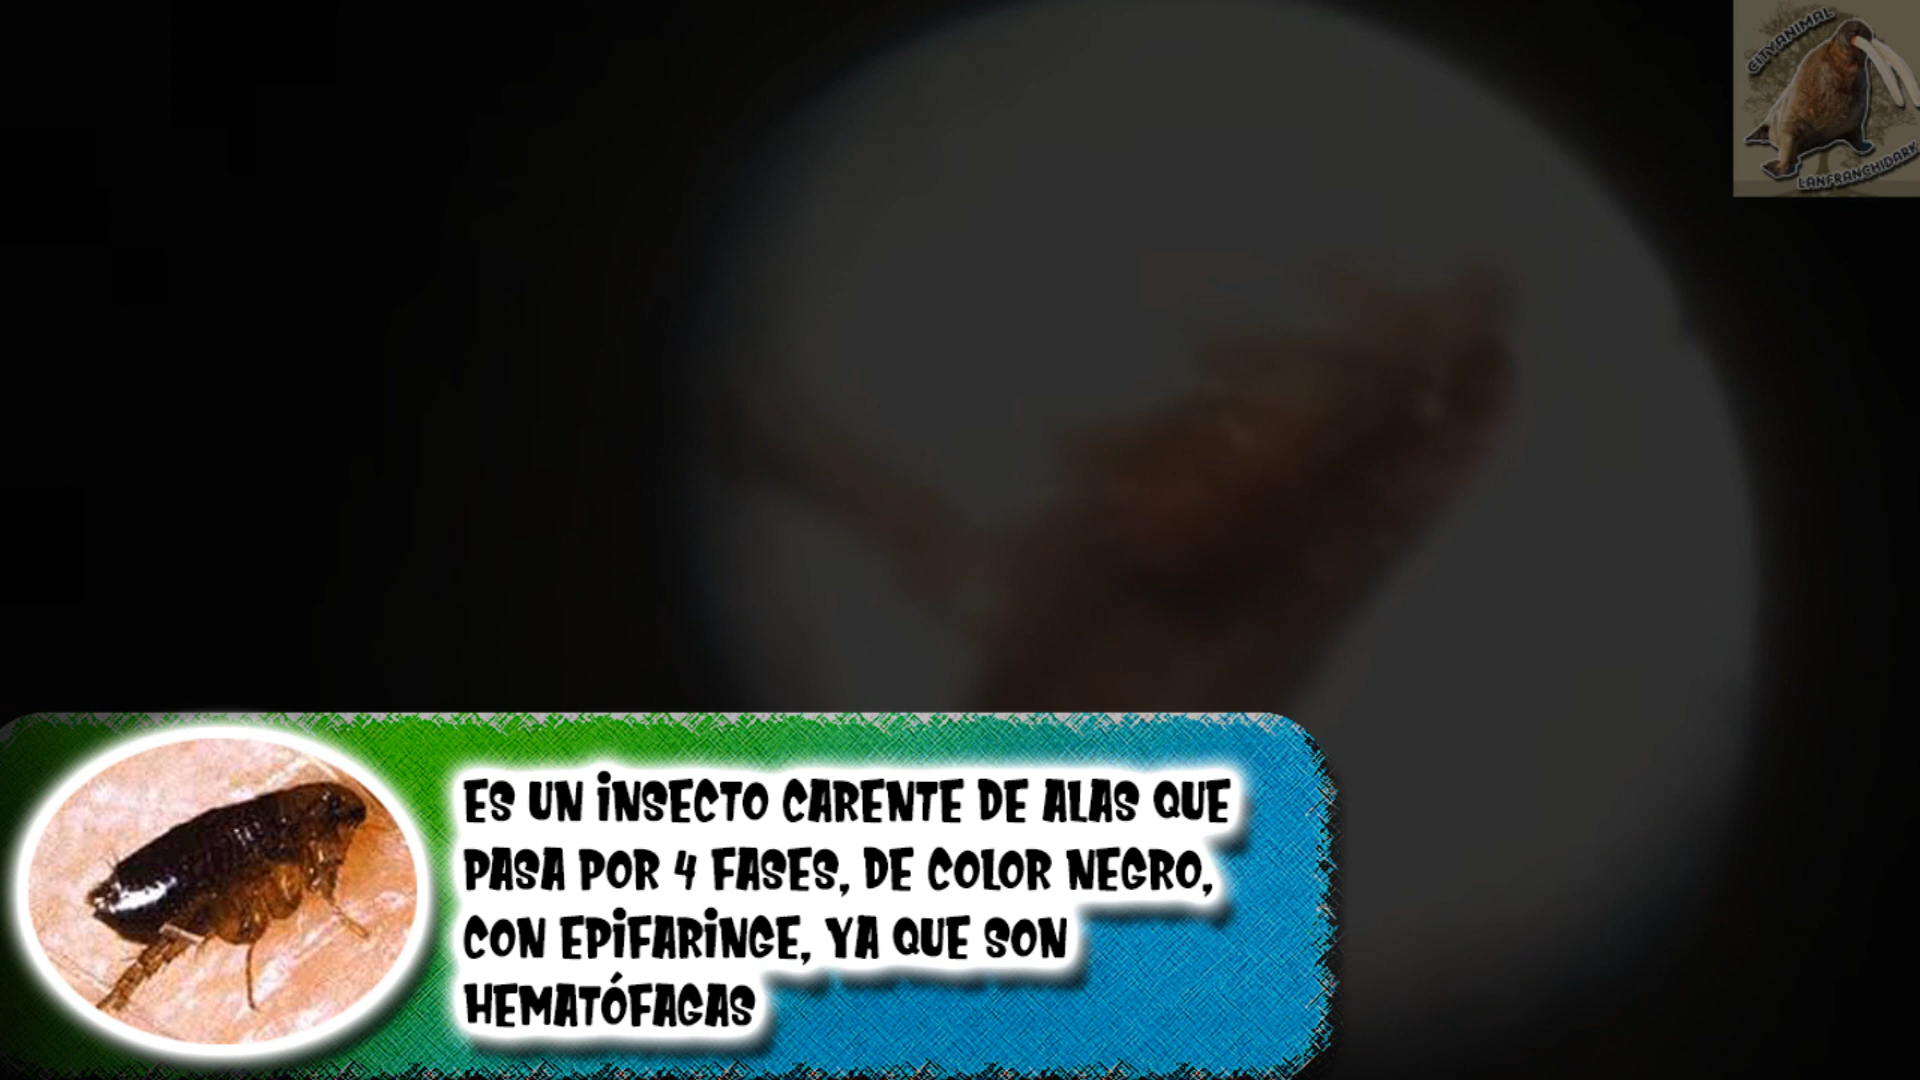 CITYANIMAL
LANFRANCHIDARK
ES UN INSECTO CARENTE DE ALAS QUE
PASA POR 4 FASES, DE COLOR NEGRO,
CON EPIFARINGE, YA QUE SON
HEMATÓFAGAS